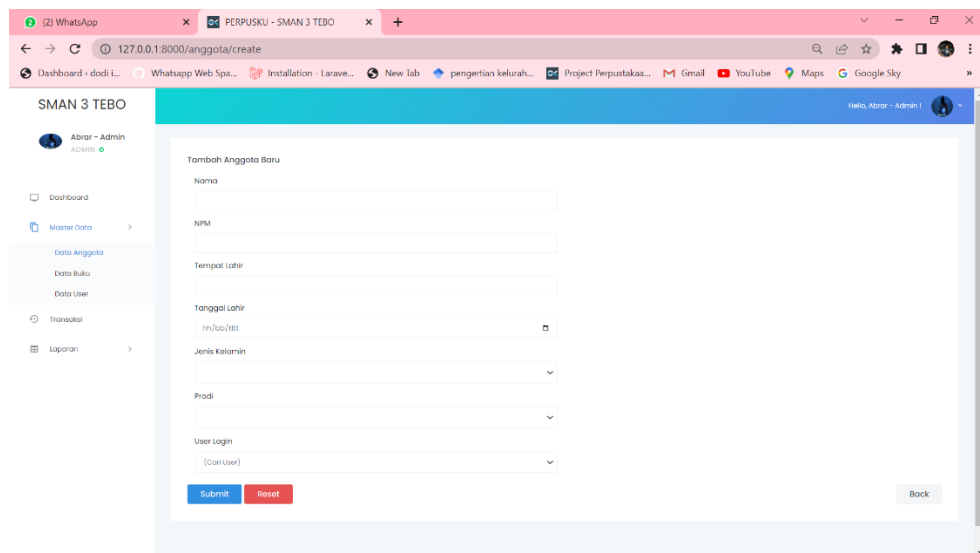 (2) WhatsApp
PERPUSKU - SMAN 3 TEBO
127.0.0.1:8000/anggota/create
Dashboard ‹ dodi i...
Whatsapp Web Spa...
Installation - Larave...
New Tab
pengertian kelurah...
Project Perpustakaa...
Gmail
YouTube
Maps
Google Sky
SMAN 3 TEBO
Hello, Abrar - Admin !
Abrar - Admin
ADMIN
Dashboard
Master Data
Data Anggota
Data Buku
Data User
Transaksi
Laporan
Tambah Anggota Baru
Nama
NPM
Tempat Lahir
Tanggal Lahir
hh/bb/tttt
Jenis Kelamin
Prodi
User Login
(Cari User)
Submit
Reset
Back